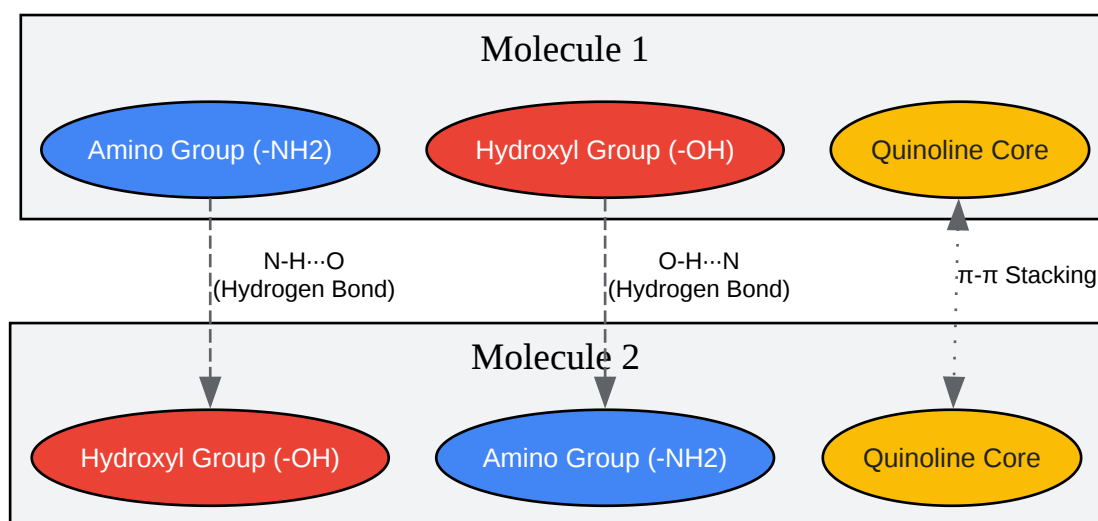 Molecule 1
Amino Group (-NH2)
Hydroxyl Group (-OH)
Quinoline Core
N-H···O
(Hydrogen Bond)
O-H···N
(Hydrogen Bond)
π-π Stacking
Molecule 2
Hydroxyl Group (-OH)
Amino Group (-NH2)
Quinoline Core